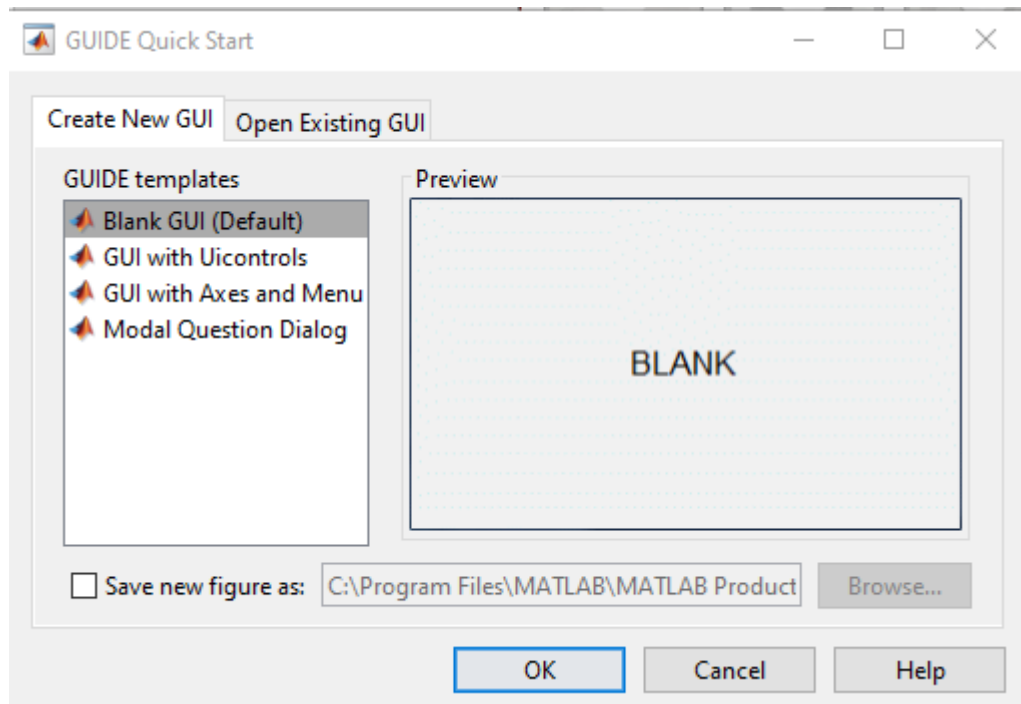 GUIDE Quick Start
Create New GUI
Open Existing GUI
GUIDE templates
Blank GUI (Default)
GUI with Uicontrols
GUI with Axes and Menu
Modal Question Dialog
Preview
BLANK
Save new figure as:
C:\Program Files\MATLAB\MATLAB Product
Browse...
OK
Cancel
Help